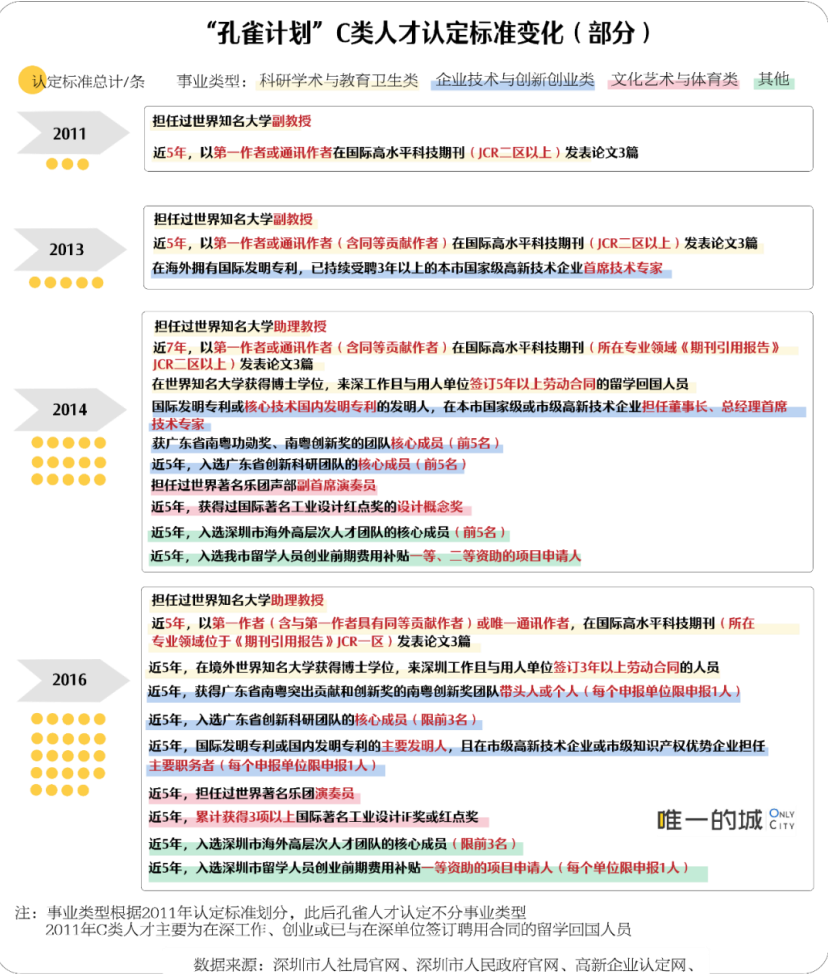 “孔雀计划”C类人才认定标准变化（部分）
认定标准总计/条 事业类型： 科研学术与教育卫生类 企业技术与创新创业类 文化艺术与体育类 其他
2011
担任过世界知名大学副教授
近5年，以第一作者或通讯作者在国际高水平科技期刊（JCR二区以上）发表论文3篇
2013
担任过世界知名大学副教授
近5年，以第一作者或通讯作者（含同等贡献作者）在国际高水平科技期刊（JCR二区以上）发表论文3篇
在海外拥有国际发明专利，已持续受聘3年以上的本市国家级高新技术企业首席技术专家
2014
担任过世界知名大学助理教授
近7年，以第一作者或通讯作者（含同等贡献作者）在国际高水平科技期刊（所在专业领域《期刊引用报告》
JCR二区以上）发表论文3篇
在世界知名大学获得博士学位，来深工作且与用人单位签订5年以上劳动合同的留学回国人员
国际发明专利或核心技术国内发明专利的发明人，在本市国家级或市级高新技术企业担任董事长、总经理首席
技术专家
获广东省南粤功勋奖、南粤创新奖的团队核心成员（前5名）
近5年，入选广东省创新科研团队的核心成员（前5名）
担任过世界著名乐团声部副首席演奏员
近5年，获得过国际著名工业设计红点奖的设计概念奖
近5年，入选深圳市海外高层次人才团队的核心成员（前5名）
近5年，入选我市留学人员创业前期费用补贴一等、二等资助的项目申请人
2016
担任过世界知名大学助理教授
近5年，以第一作者（含与第一作者具有同等贡献作者）或唯一通讯作者，在国际高水平科技期刊（所在
专业领域位于《期刊引用报告》JCR一区）发表论文3篇
近5年，在境外世界知名大学获得博士学位，来深圳工作且与用人单位签订3年以上劳动合同的人员
近5年，获得广东省南粤突出贡献和创新奖的南粤创新奖团队带头人或个人（每个申报单位限申报1人）
近5年，入选广东省创新科研团队的核心成员（限前3名）
近5年，国际发明专利或国内发明专利的主要发明人，且在市级高新技术企业或市级知识产权优势企业担任
主要职务者（每个申报单位限申报1人）
近5年，担任过世界著名乐团演奏员
近5年，累计获得3项以上国际著名工业设计iF奖或红点奖
唯一的城 ONLY CITY
近5年，入选深圳市海外高层次人才团队的核心成员（限前3名）
近5年，入选深圳市留学人员创业前期费用补贴一等资助的项目申请人（每个单位限申报1人）
注：事业类型根据2011年认定标准划分，此后孔雀人才认定不分事业类型
2011年C类人才主要为在深工作、创业或已与在深单位签订聘用合同的留学回国人员
数据来源：深圳市人社局官网、深圳市人民政府官网、高新企业认定网、